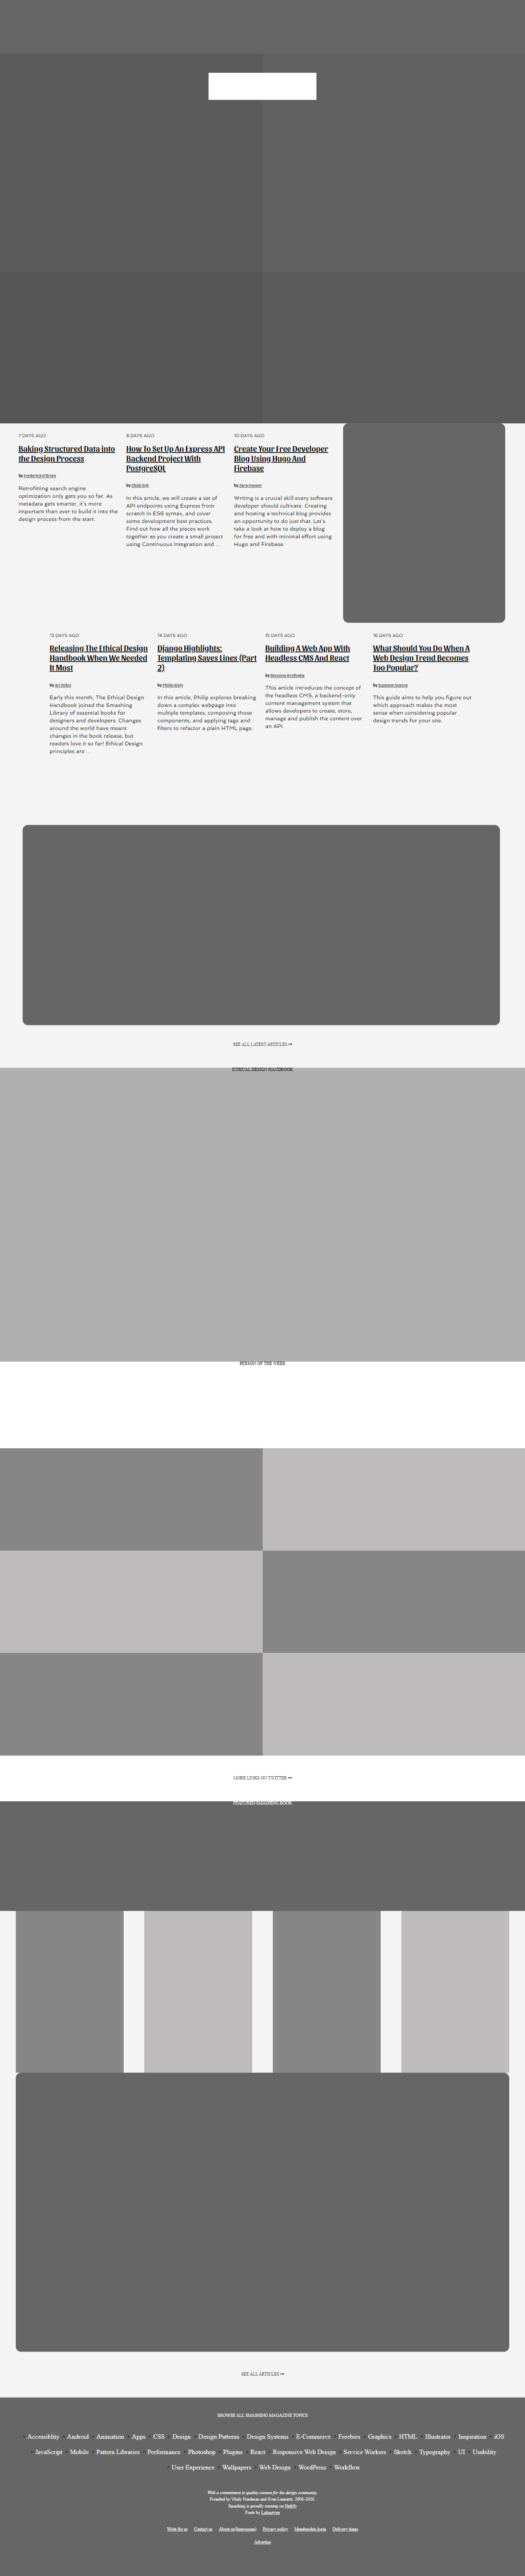 7 DAYS AGO
Baking Structured Data into
the Design Process
by Frederick O'Brien
Retrofitting search engine
optimization only gets you so far. As
metadata gets smarter, it's more
important than ever to build it into the
design process from the start.
8 DAYS AGO
How To Set Up An Express API
Backend Project With
PostgreSQL
by Chidi Orji
In this article, we will create a set of
API endpoints using Express from
scratch in ES6 syntax, and cover
some development best practices.
Find out how all the pieces work
together as you create a small project
using Continuous Integration and …
10 DAYS AGO
Create Your Free Developer
Blog Using Hugo And
Firebase
by Zara Cooper
Writing is a crucial skill every software
developer should cultivate. Creating
and hosting a technical blog provides
an opportunity to do just that. Let's
take a look at how to deploy a blog
for free and with minimal effort using
Hugo and Firebase.
13 DAYS AGO
Releasing The Ethical Design
Handbook When We Needed
It Most
by Ari Stiles
Early this month, The Ethical Design
Handbook joined the Smashing
Library of essential books for
designers and developers. Changes
around the world have meant
changes in the book release, but
readers love it so far! Ethical Design
principles are …
14 DAYS AGO
Django Highlights:
Templating Saves Lines (Part
2)
by Philip Kiely
In this article, Philip explores breaking
down a complex webpage into
multiple templates, composing those
components, and applying tags and
filters to refactor a plain HTML page.
15 DAYS AGO
Building A Web App With
Headless CMS And React
by Blessing Krofegha
This article introduces the concept of
the headless CMS, a backend-only
content management system that
allows developers to create, store,
manage and publish the content over
an API.
16 DAYS AGO
What Should You Do When A
Web Design Trend Becomes
Too Popular?
by Suzanne Scacca
This guide aims to help you figure out
which approach makes the most
sense when considering popular
design trends for your site.
SEE ALL LATEST ARTICLES →
ETHICAL DESIGN HANDBOOK
PERSON OF THE WEEK
MORE LINKS ON TWITTER →
FEATURED SMASHING BOOK
SEE ALL ARTICLES →
BROWSE ALL SMASHING MAGAZINE TOPICS
• Accessiblity • Android • Animation • Apps • CSS • Design • Design Patterns • Design Systems • E-Commerce • Freebies • Graphics • HTML • Illustrator • Inspiration • iOS
• JavaScript • Mobile • Pattern Libraries • Performance • Photoshop • Plugins • React • Responsive Web Design • Service Workers • Sketch • Typography • UI • Usability
• User Experience • Wallpapers • Web Design • WordPress • Workflow
With a commitment to quality content for the design community.
Founded by Vitaly Friedman and Sven Lennartz. 2006–2020.
Smashing is proudly running on Netlify.
Fonts by Latinotype.
Write for us Contact us About us (Impressum) Privacy policy Membership login Delivery times
Advertise